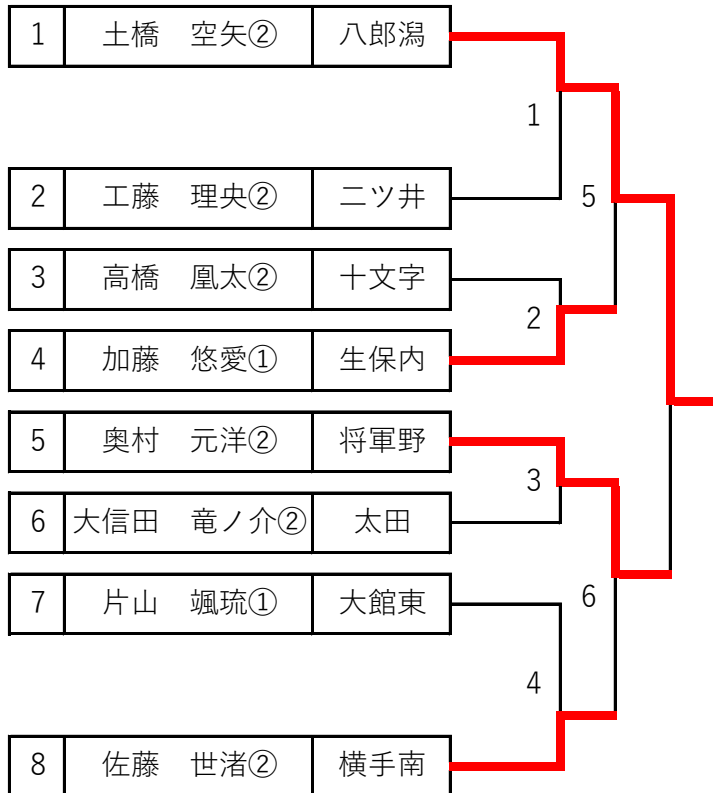 1 土橋 空矢② 八郎潟
1
2 工藤 理央② 二ツ井
5
3 高橋 凰太② 十文字
2
4 加藤 悠愛① 生保内
5 奥村 元洋② 将軍野
3
6 大信田 竜ノ介② 太田
7 片山 颯琉① 大館東
6
4
8 佐藤 世渚② 横手南